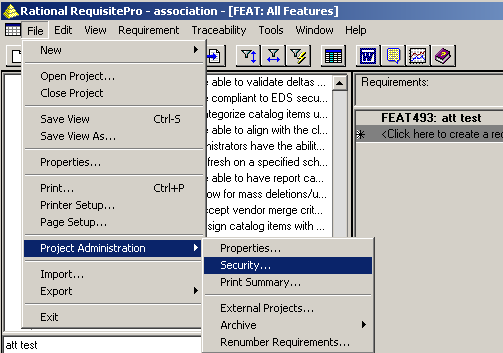 Rational RequisitePro - association - [FEAT: All Features]
File Edit View Requirement Traceability Tools Window Help
New
Open Project...
Close Project
Save View Ctrl-S
Save View As...
Properties...
Print... Ctrl+P
Printer Setup...
Page Setup...
Project Administration
Import...
Export
Exit
able to validate deltas ...
compliant to EDS secu...
ategorize catalog items u...
able to align with the cl...
nistrators have the abilit...
fresh on a specified sch...
able to have report ca...
ow for mass deletions/u...
cept vendor merge crit...
sign catalog items with ...
Requirements:
FEAT493: att test
<Click here to create a rec
Properties...
Security...
Print Summary...
External Projects...
Archive
Renumber Requirements...
att test